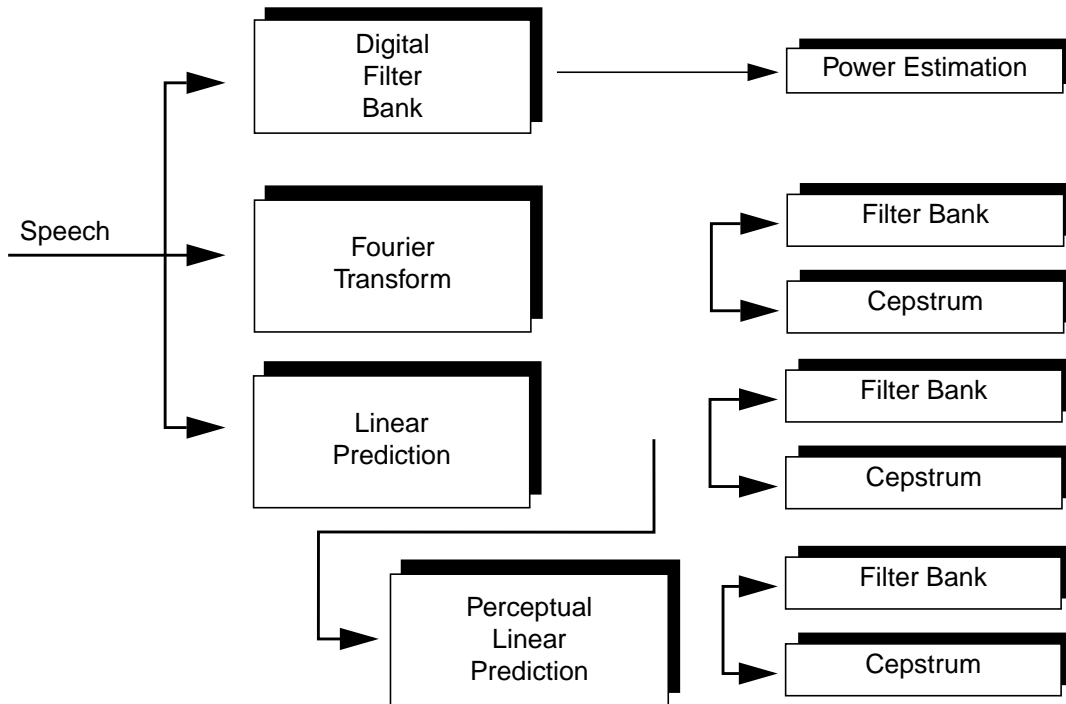 Digital
Filter
Bank
Power Estimation
Speech
Fourier
Transform
Filter Bank
Cepstrum
Linear
Prediction
Filter Bank
Cepstrum
Perceptual
Linear
Prediction
Filter Bank
Cepstrum